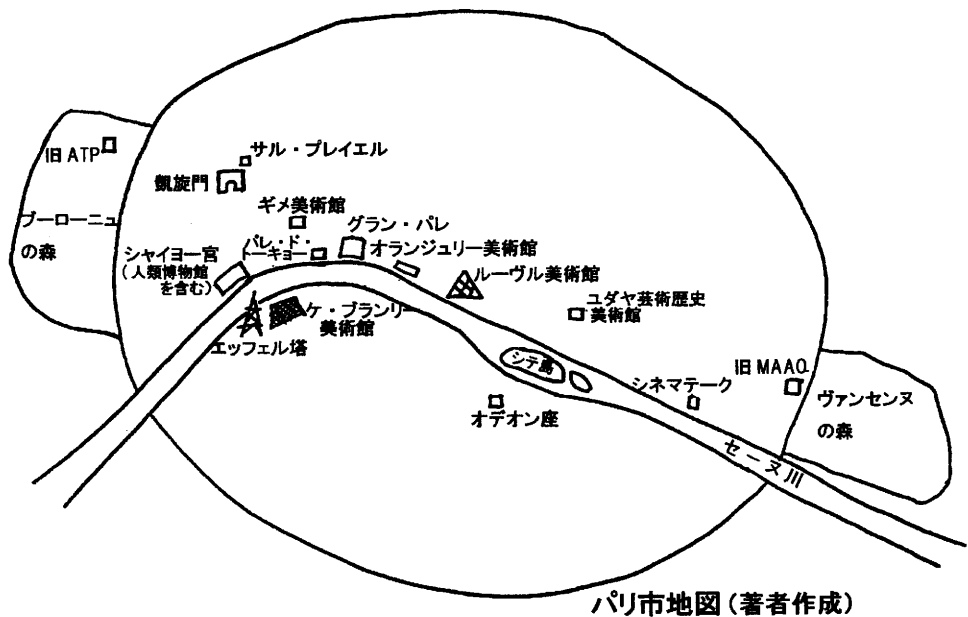 サル・プレイエル
旧ATP
凱旋門
ギメ美術館
ブーローニュ
の森
グラン・パレ
パレ・ド・
トーキョー
オランジュリー美術館
シャイヨー宮
(人類博物館
を含む)
ルーヴル美術館
ケ・ブランリー
美術館
エッフェル塔
ユダヤ芸術歴史
美術館
シテ島
旧MAAO
シネマテーク
ヴァンセンヌ
の森
オデオン座
セーヌ川
パリ市地図(著者作成)